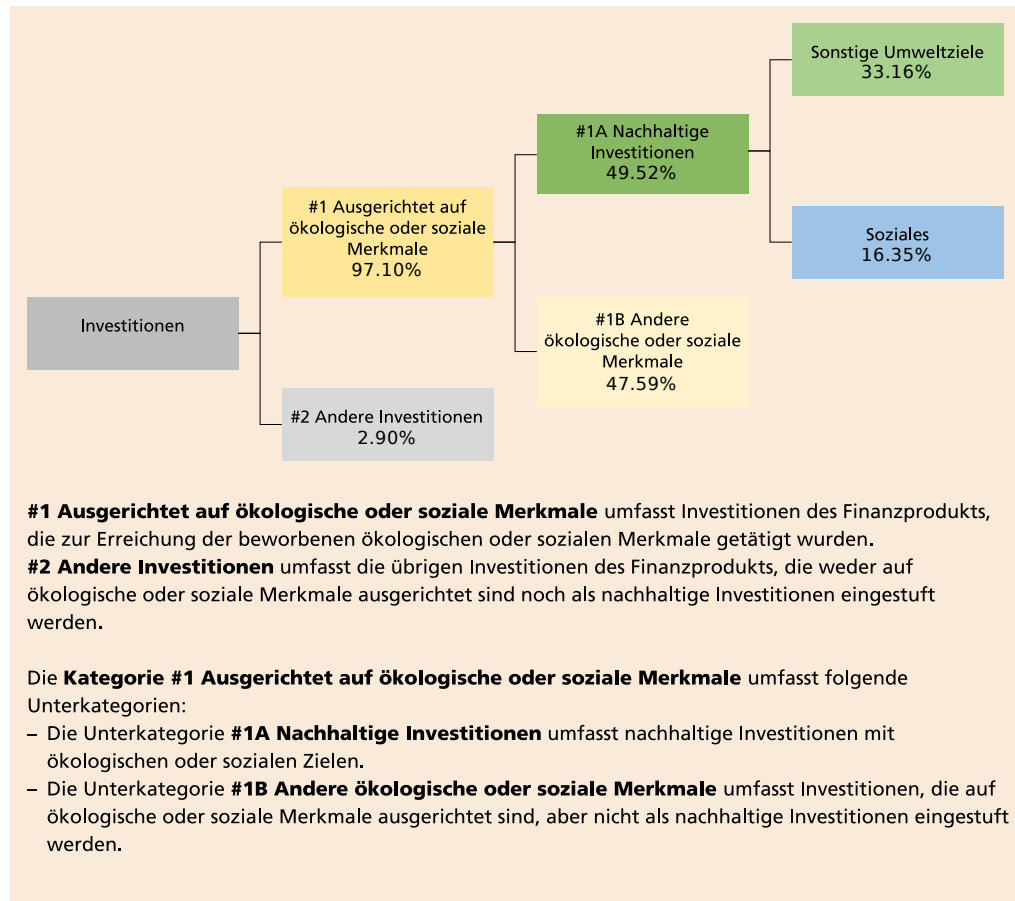 Sonstige Umweltziele
33.16%
#1A Nachhaltige
Investitionen
49.52%
#1 Ausgerichtet auf
ökologische oder soziale
Merkmale
97.10%
Soziales
16.35%
Investitionen
#1B Andere
ökologische oder soziale
Merkmale
47.59%
#2 Andere Investitionen
2.90%
#1 Ausgerichtet auf ökologische oder soziale Merkmale umfasst Investitionen des Finanzprodukts,
die zur Erreichung der beworbenen ökologischen oder sozialen Merkmale getätigt wurden.
#2 Andere Investitionen umfasst die übrigen Investitionen des Finanzprodukts, die weder auf
ökologische oder soziale Merkmale ausgerichtet sind noch als nachhaltige Investitionen eingestuft
werden.
Die Kategorie #1 Ausgerichtet auf ökologische oder soziale Merkmale umfasst folgende
Unterkategorien:
– Die Unterkategorie #1A Nachhaltige Investitionen umfasst nachhaltige Investitionen mit
ökologischen oder sozialen Zielen.
– Die Unterkategorie #1B Andere ökologische oder soziale Merkmale umfasst Investitionen, die auf
ökologische oder soziale Merkmale ausgerichtet sind, aber nicht als nachhaltige Investitionen eingestuft
werden.